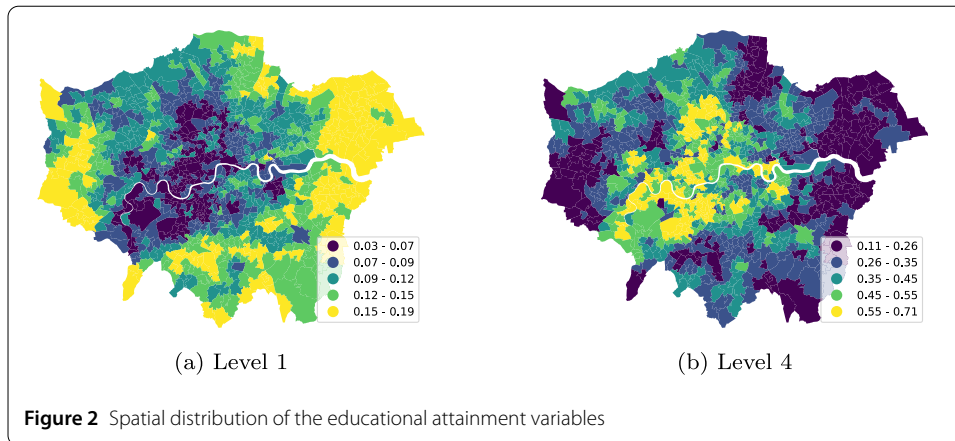 0.03 - 0.07
0.07 - 0.09
0.09 - 0.12
0.12 - 0.15
0.15 - 0.19
(a) Level 1
0.11 - 0.26
0.26 - 0.35
0.35 - 0.45
0.45 - 0.55
0.55 - 0.71
(b) Level 4
Figure 2 Spatial distribution of the educational attainment variables